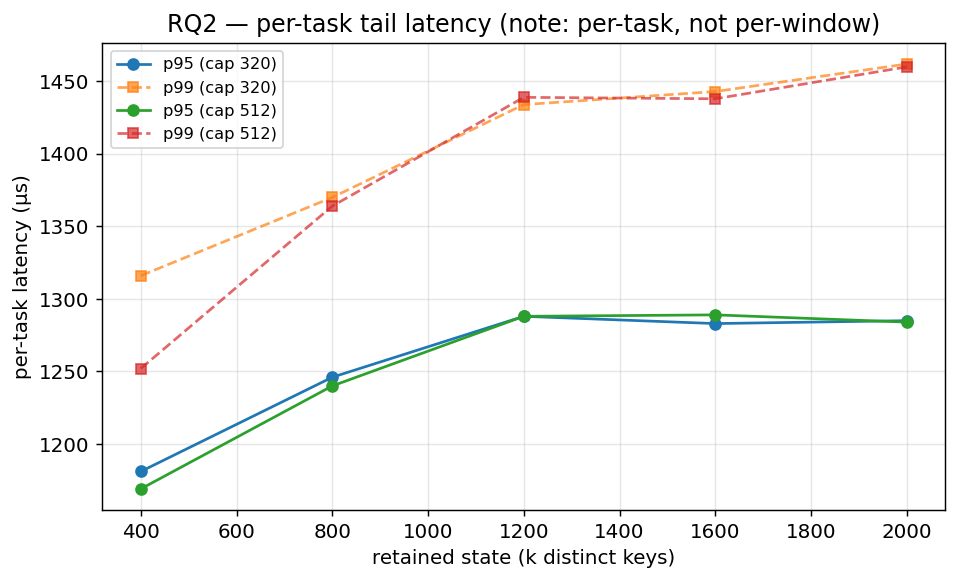 RQ2 — per-task tail latency (note: per-task, not per-window)
p95 (cap 320)
p99 (cap 320)
p95 (cap 512)
p99 (cap 512)
per-task latency (µs)
1450
1400
1350
1300
1250
1200
400 600 800 1000 1200 1400 1600 1800 2000
retained state (k distinct keys)